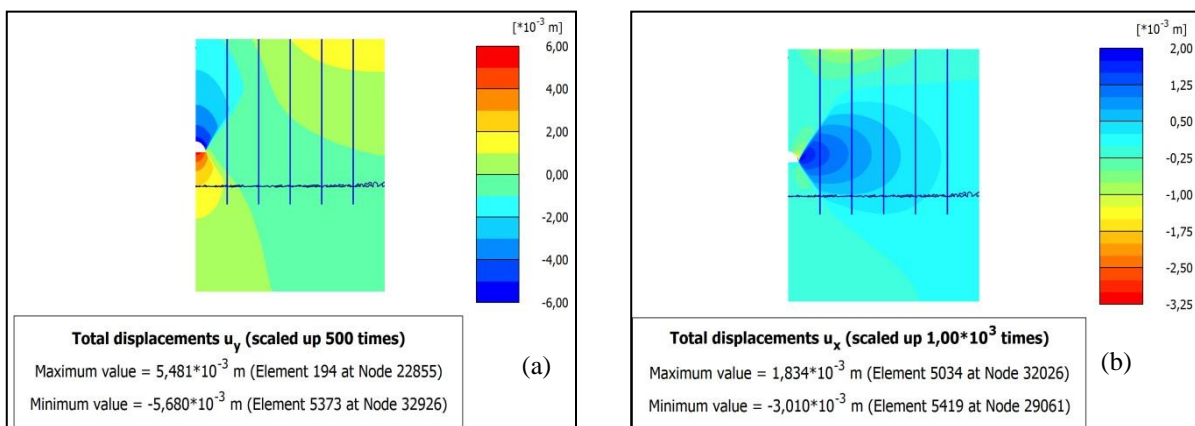 [*10⁻³ m]
6,00
4,00
2,00
0,00
-2,00
-4,00
-6,00
Total displacements u_y (scaled up 500 times)
Maximum value = 5,481*10⁻³ m (Element 194 at Node 22855)
Minimum value = -5,680*10⁻³ m (Element 5373 at Node 32926)
(a)
[*10⁻³ m]
2,00
1,25
0,50
-0,25
-1,00
-1,75
-2,50
-3,25
Total displacements u_x (scaled up 1,00*10³ times)
Maximum value = 1,834*10⁻³ m (Element 5034 at Node 32026)
Minimum value = -3,010*10⁻³ m (Element 5419 at Node 29061)
(b)